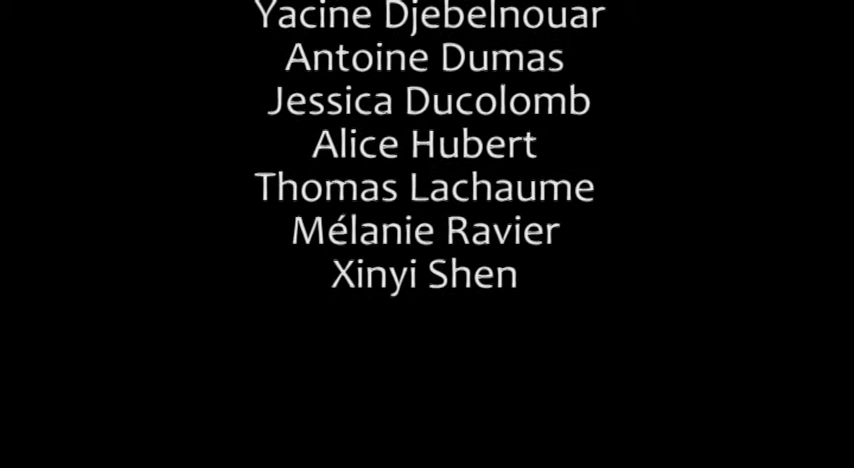 Yacine Djebelnouar
Antoine Dumas
Jessica Ducolomb
Alice Hubert
Thomas Lachaume
Mélanie Ravier
Xinyi Shen